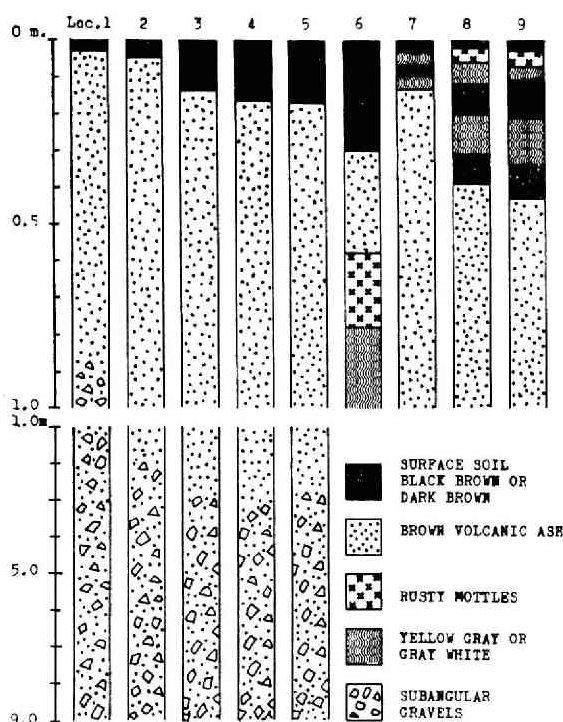 Loc.1 2 3 4 5 6 7 8 9
0 m.
0.5
1.0
1.0m
5.0
9.0
SURFACE SOIL
BLACK BROWN OR
DARK BROWN
BROWN VOLCANIC ASH
RUSTY MOTTLES
YELLOW GRAY OR
GRAY WHITE
SUBANGULAR
GRAVELS